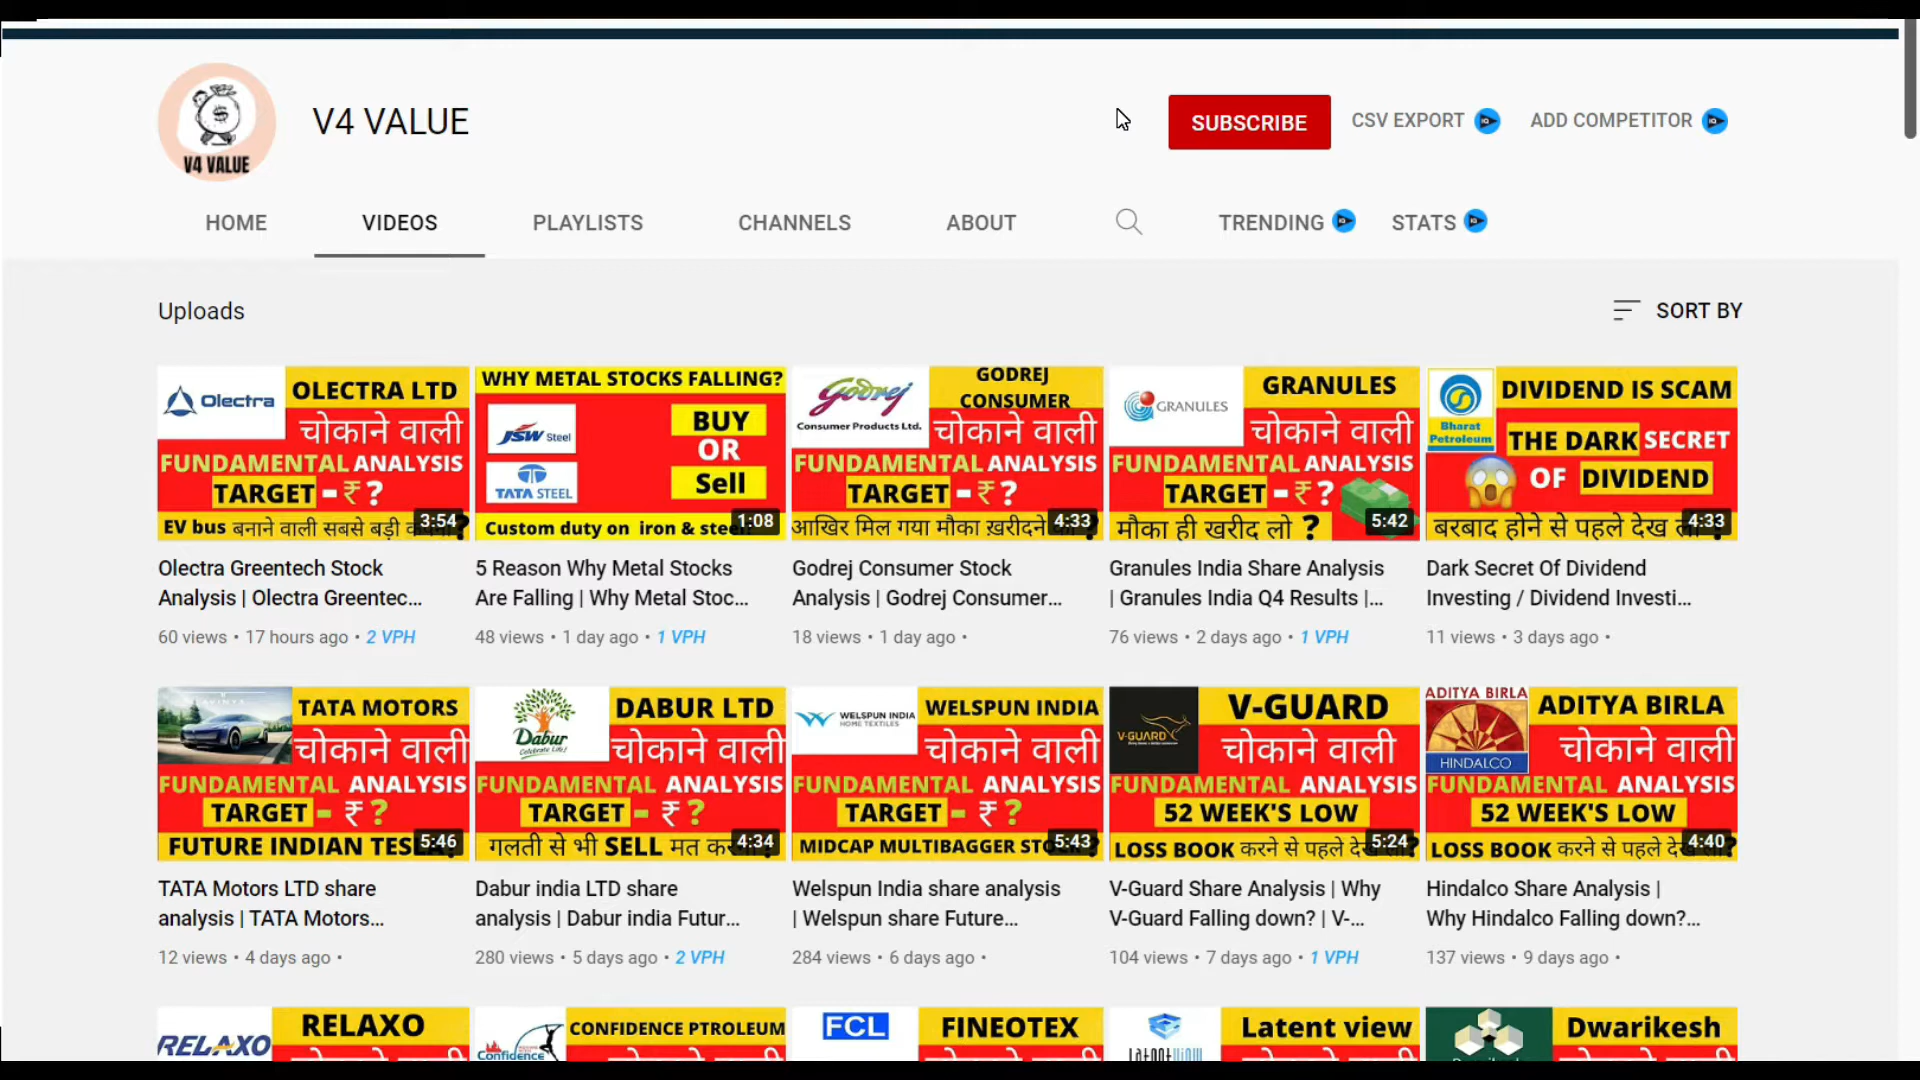 V4 VALUE
V4 VALUE
SUBSCRIBE
CSV EXPORT
ADD COMPETITOR
HOME
VIDEOS
PLAYLISTS
CHANNELS
ABOUT
TRENDING
STATS
Uploads
SORT BY
Olectra
OLECTRA LTD
चोकाने वाली
FUNDAMENTAL ANALYSIS
TARGET - ₹ ?
EV bus बनाने वाली सबसे बड़ी
3:54
Olectra Greentech Stock
Analysis | Olectra Greentec...
60 views • 17 hours ago • 2 VPH
WHY METAL STOCKS FALLING?
JSW Steel
TATA STEEL
BUY
OR
Sell
Custom duty on iron & steel
1:08
5 Reason Why Metal Stocks
Are Falling | Why Metal Stoc...
48 views • 1 day ago • 1 VPH
Godrej
Consumer Products Ltd.
GODREJ
CONSUMER
चोकाने वाली
FUNDAMENTAL ANALYSIS
TARGET - ₹ ?
आखिर मिल गया मौका ख़रीदने
4:33
Godrej Consumer Stock
Analysis | Godrej Consumer...
18 views • 1 day ago •
GRANULES
GRANULES
चोकाने वाली
FUNDAMENTAL ANALYSIS
TARGET - ₹ ?
मौका ही खरीद लो ?
5:42
Granules India Share Analysis
| Granules India Q4 Results |...
76 views • 2 days ago • 1 VPH
Bharat
Petroleum
DIVIDEND IS SCAM
THE DARK SECRET
OF DIVIDEND
बरबाद होने से पहले देख
4:33
Dark Secret Of Dividend
Investing / Dividend Investi...
11 views • 3 days ago •
TATA MOTORS
चोकाने वाली
FUNDAMENTAL ANALYSIS
TARGET - ₹ ?
FUTURE INDIAN TESLA ?
5:46
TATA Motors LTD share
analysis | TATA Motors...
12 views • 4 days ago •
Dabur
Celebrate Life!
DABUR LTD
चोकाने वाली
FUNDAMENTAL ANALYSIS
TARGET - ₹ ?
गलती से भी SELL मत
4:34
Dabur india LTD share
analysis | Dabur india Futur...
280 views • 5 days ago • 2 VPH
WELSPUN INDIA
HOME TEXTILES
WELSPUN INDIA
चोकाने वाली
FUNDAMENTAL ANALYSIS
TARGET - ₹ ?
MIDCAP MULTIBAGGER
5:43
Welspun India share analysis
| Welspun share Future...
284 views • 6 days ago •
V-GUARD
V-GUARD
चोकाने वाली
FUNDAMENTAL ANALYSIS
52 WEEK'S LOW
LOSS BOOK करने से पहले
5:24
V-Guard Share Analysis | Why
V-Guard Falling down? | V-...
104 views • 7 days ago • 1 VPH
ADITYA BIRLA
HINDALCO
ADITYA BIRLA
चोकाने वाली
FUNDAMENTAL ANALYSIS
52 WEEK'S LOW
LOSS BOOK करने से पहले
4:40
Hindalco Share Analysis |
Why Hindalco Falling down?...
137 views • 9 days ago •
RELAXO
RELAXO
Confidence
CONFIDENCE PTROLEUM
FCL
FINEOTEX
Latent view
Dwarikesh